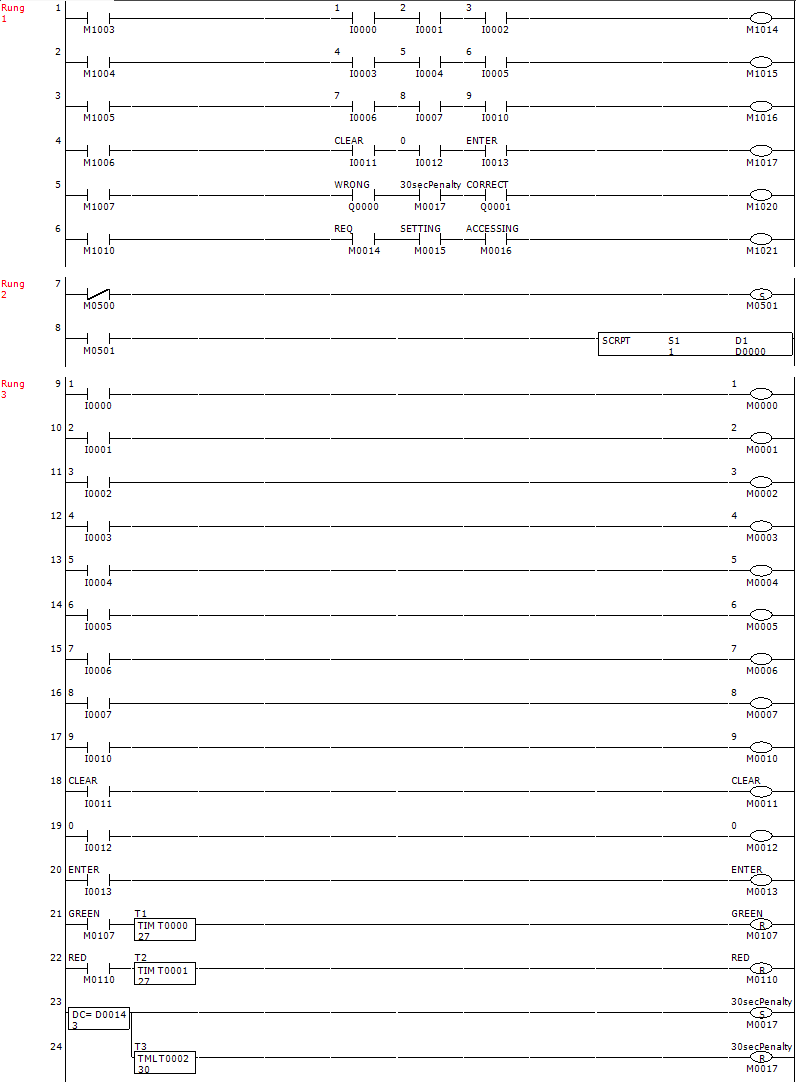 Rung 1
1 1 2 3
M1003 I0000 I0001 I0002 M1014
2 4 5 6
M1004 I0003 I0004 I0005 M1015
3 7 8 9
M1005 I0006 I0007 I0010 M1016
4 CLEAR 0 ENTER
M1006 I0011 I0012 I0013 M1017
5 WRONG 30secPenalty CORRECT
M1007 Q0000 M0017 Q0001 M1020
6 REQ SETTING ACCESSING
M1010 M0014 M0015 M0016 M1021
Rung 2
7 S
M0500 M0501
8 SCRPT S1 D1
M0501 1 D0000
Rung 3
9 1 1
I0000 M0000
10 2 2
I0001 M0001
11 3 3
I0002 M0002
12 4 4
I0003 M0003
13 5 5
I0004 M0004
14 6 6
I0005 M0005
15 7 7
I0006 M0006
16 8 8
I0007 M0007
17 9 9
I0010 M0010
18 CLEAR CLEAR
I0011 M0011
19 0 0
I0012 M0012
20 ENTER ENTER
I0013 M0013
21 GREEN T1 GREEN
TIM T0000 R
M0107 27 M0107
22 RED T2 RED
TIM T0001 R
M0110 27 M0110
23 30secPenalty
DC= D0014 S
3 M0017
24 T3 30secPenalty
TML T0002 R
30 M0017